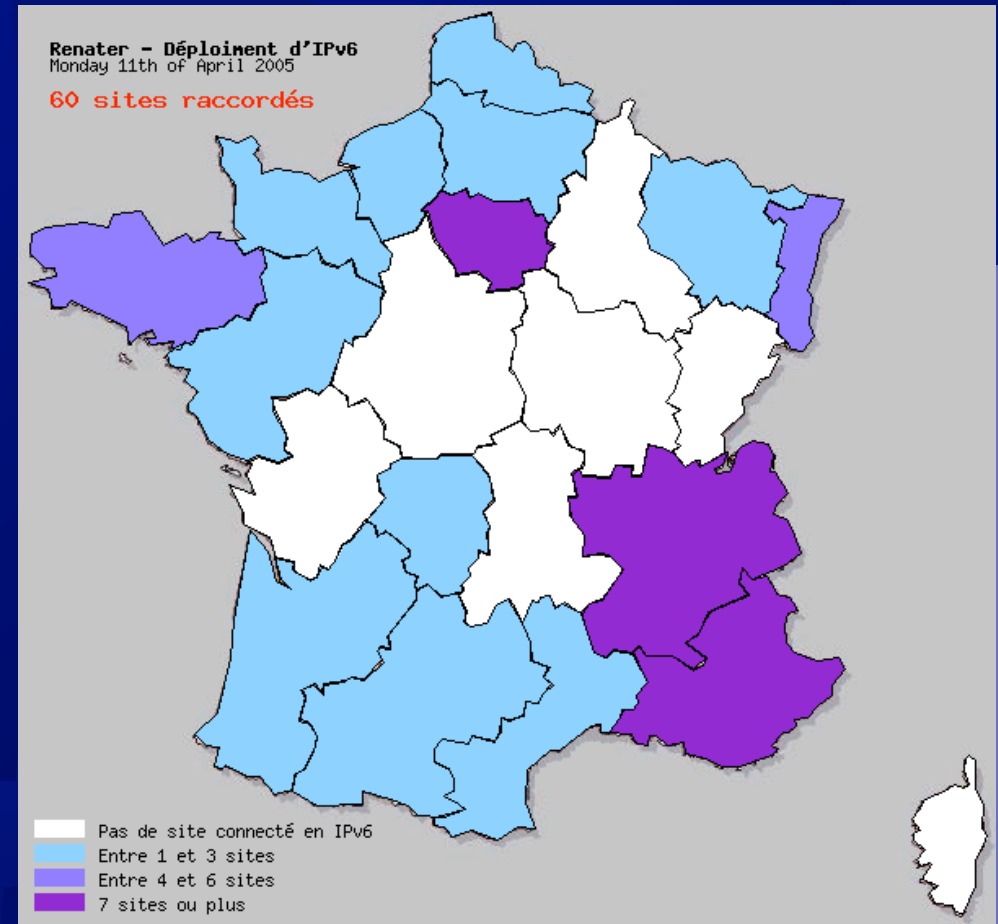 Renater - Déploiment d'IPv6
Monday 11th of April 2005
60 sites raccordés
Pas de site connecté en IPv6
Entre 1 et 3 sites
Entre 4 et 6 sites
7 sites ou plus